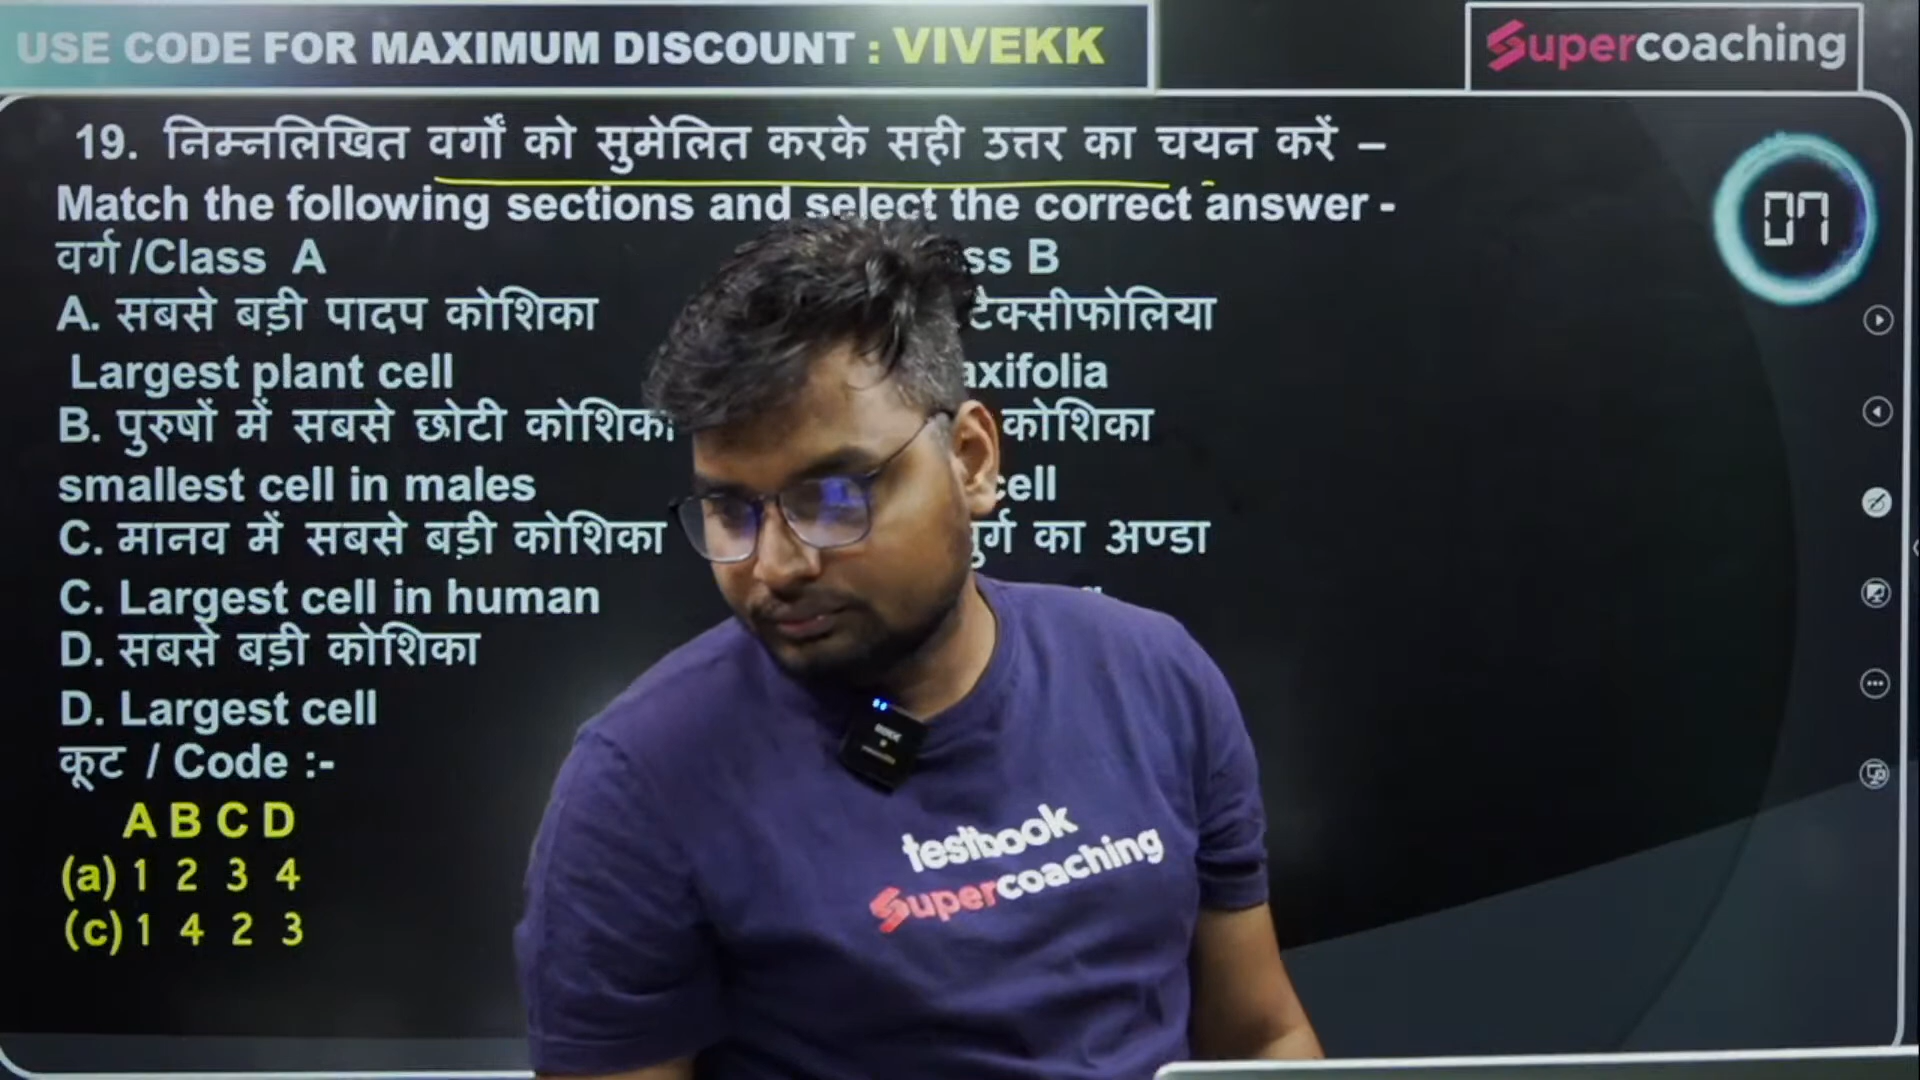 USE CODE FOR MAXIMUM DISCOUNT : VIVEKK
Supercoaching
19. निम्नलिखित वर्गों को सुमेलित करके सही उत्तर का चयन करें –
07
Match the following sections and select the correct answer -
वर्ग /Class A
B
A. सबसे बड़ी पादप कोशिका
टैक्सीफोलिया
Largest plant cell
axifolia
B. पुरुषों में सबसे छोटी कोशिका
कोशिका
smallest cell in males
cell
C. मानव में सबसे बड़ी कोशिका
का अण्डा
C. Largest cell in human
D. सबसे बड़ी कोशिका
D. Largest cell
कूट / Code :-
A B C D
(a) 1 2 3 4
(c) 1 4 2 3
testbook
Supercoaching